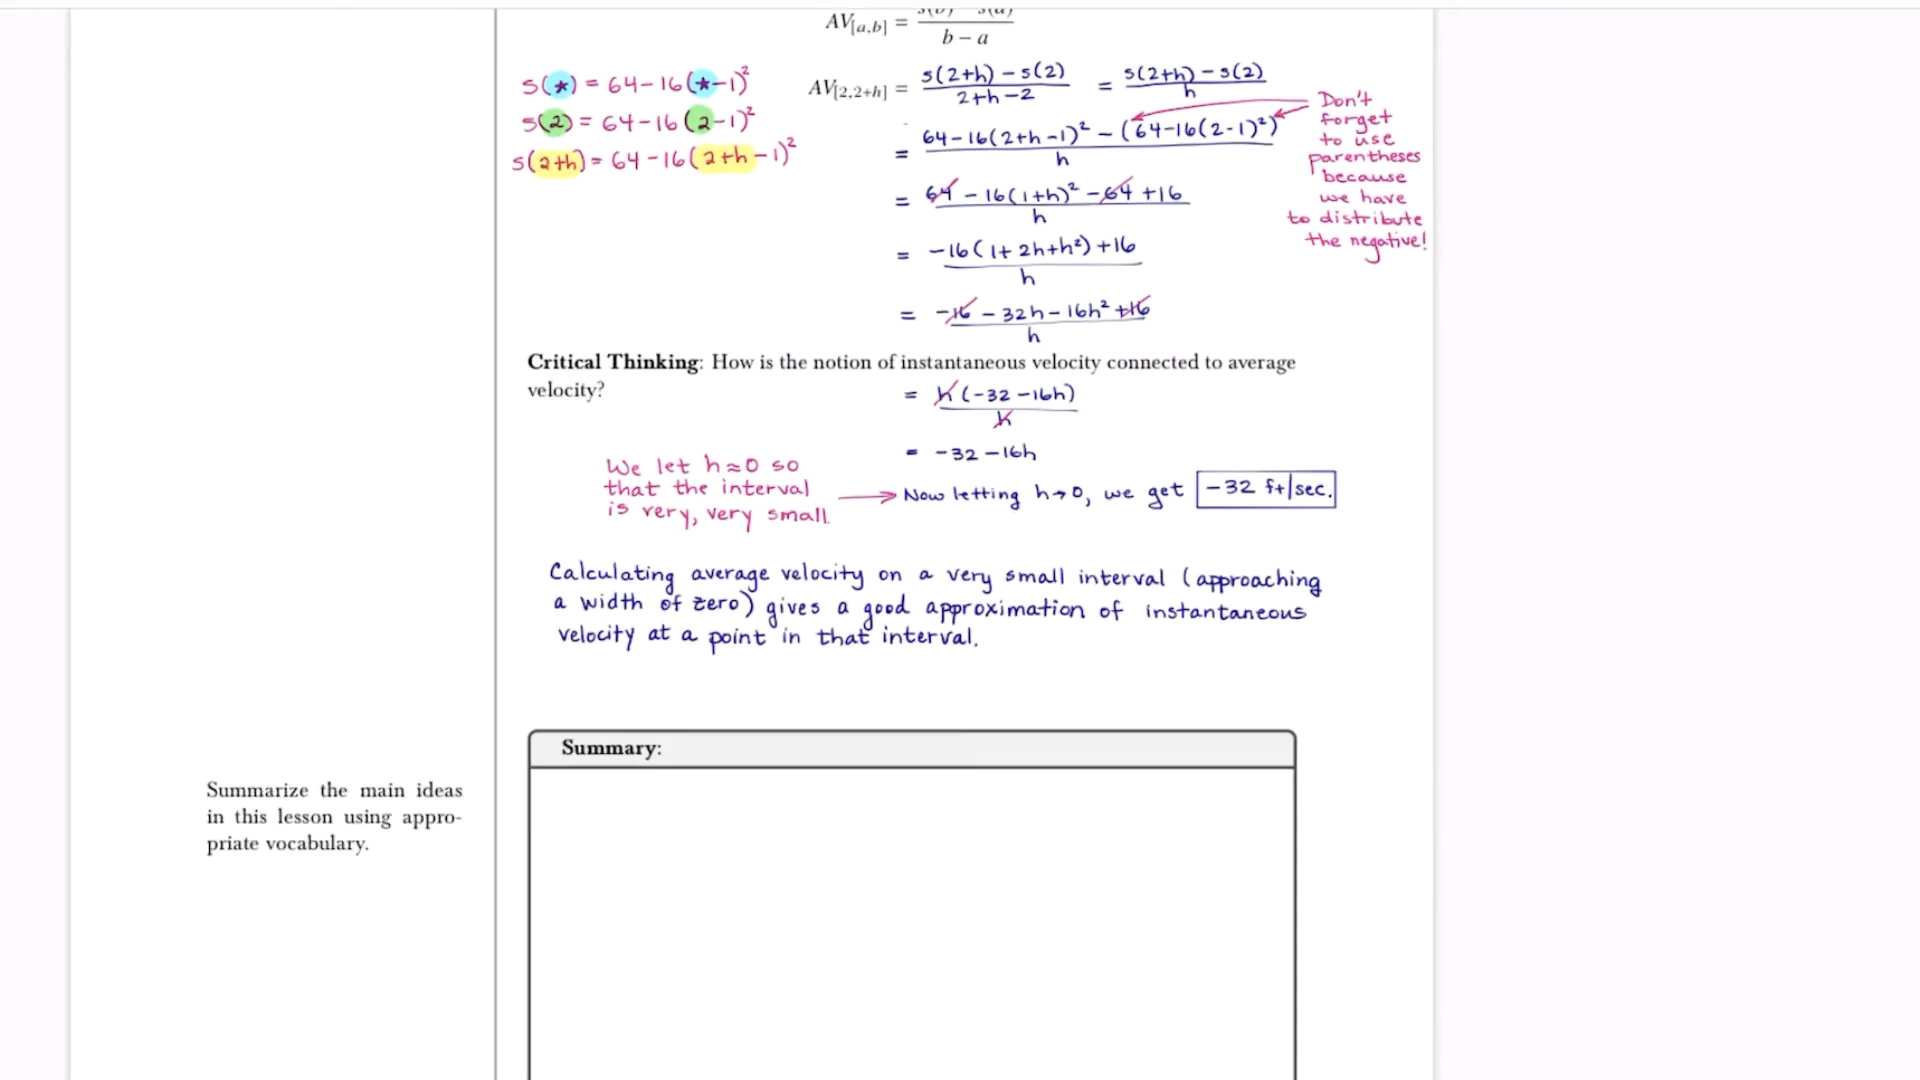 AV[a,b] = s(b) − s(a) / b − a
s(★) = 64 − 16(★−1)²
s(2) = 64 − 16(2−1)²
s(2+h) = 64 − 16(2+h−1)²
AV[2,2+h] = s(2+h) − s(2) / 2+h−2 = s(2+h) − s(2) / h
= 64 − 16(2+h−1)² − (64−16(2−1)²) / h
Don't
forget
to use
parentheses
because
we have
to distribute
the negative!
= 64 − 16(1+h)² − 64 + 16 / h
= −16(1+2h+h²) + 16 / h
= −16 − 32h − 16h² + 16 / h
Critical Thinking: How is the notion of instantaneous velocity connected to average
velocity?
= h(−32 − 16h) / h
= −32 − 16h
We let h≈0 so
that the interval
is very, very small.
Now letting h→0, we get −32 ft/sec.
Calculating average velocity on a very small interval (approaching
a width of zero) gives a good approximation of instantaneous
velocity at a point in that interval.
Summary:
Summarize the main ideas
in this lesson using appro-
priate vocabulary.